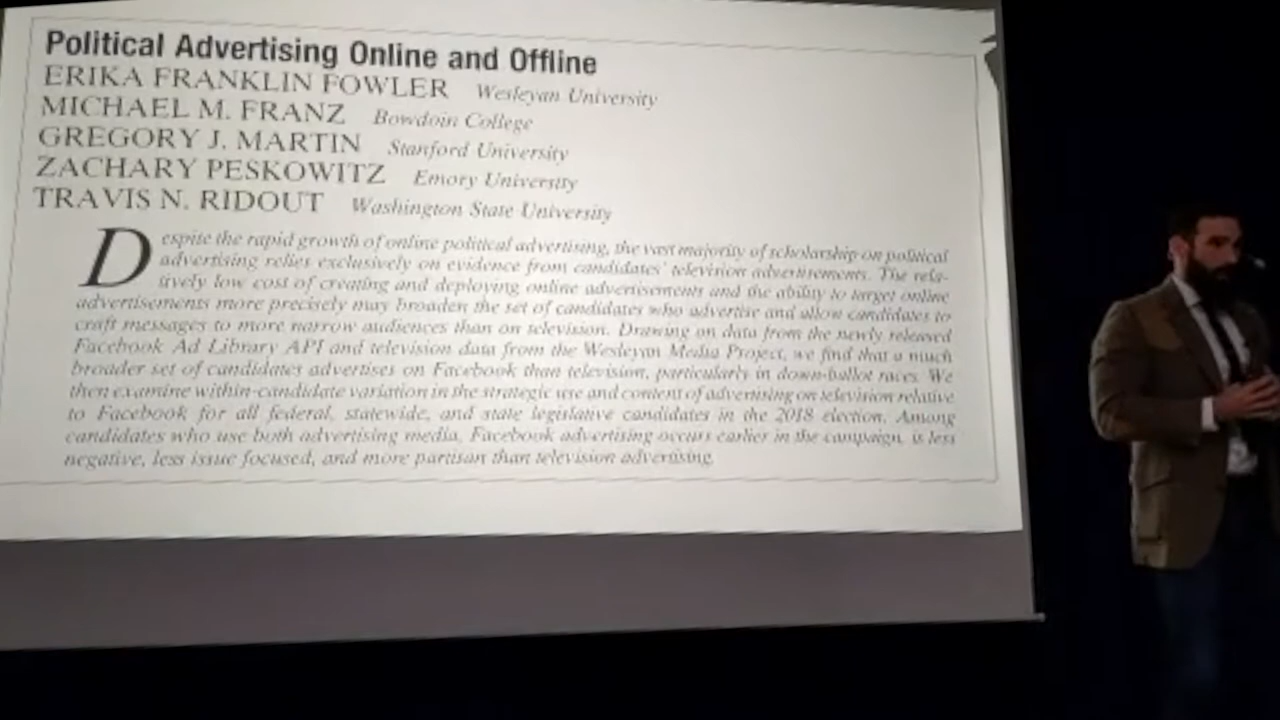 Political Advertising Online and Offline
ERIKA FRANKLIN FOWLER Wesleyan University
MICHAEL M. FRANZ Bowdoin College
GREGORY J. MARTIN Stanford University
ZACHARY PESKOWITZ Emory University
TRAVIS N. RIDOUT Washington State University
Despite the rapid growth of online political advertising, the vast majority of scholarship on political
advertising relies exclusively on evidence from candidates' television advertisements. The rela-
tively low cost of creating and deploying online advertisements and the ability to target online
advertisements more precisely may broaden the set of candidates who advertise and allow candidates to
craft messages to more narrow audiences than on television. Drawing on data from the newly released
Facebook Ad Library API and television data from the Wesleyan Media Project, we find that a much
broader set of candidates advertises on Facebook than television, particularly in down-ballot races. We
then examine within-candidate variation in the strategic use and content of advertising on television relative
to Facebook for all federal, statewide, and state legislative candidates in the 2018 election. Among
candidates who use both advertising media, Facebook advertising occurs earlier in the campaign, is less
negative, less issue focused, and more partisan than television advertising.